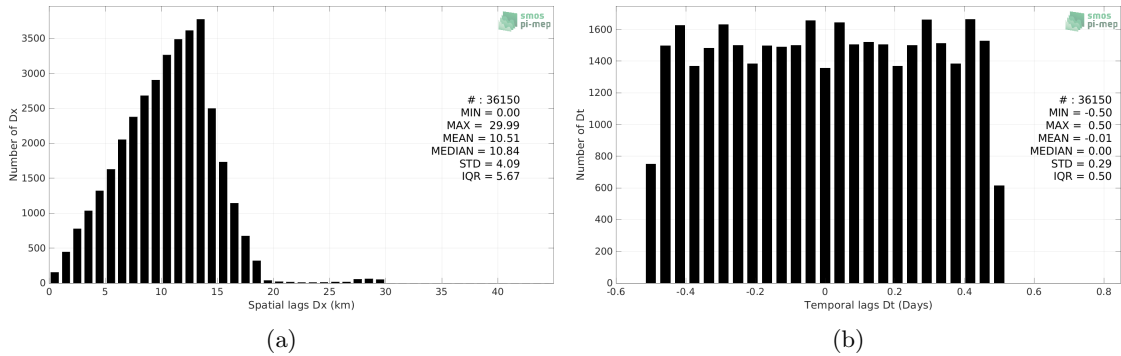 smos
pi-mep
Number of Dx
3500
3000
2500
2000
1500
1000
500
0
# : 36150
MIN = 0.00
MAX = 29.99
MEAN = 10.51
MEDIAN = 10.84
STD = 4.09
IQR = 5.67
0 5 10 15 20 25 30 35 40
Spatial lags Dx (km)
(a)
smos
pi-mep
Number of Dt
1600
1400
1200
1000
800
600
400
200
0
# : 36150
MIN = -0.50
MAX = 0.50
MEAN = -0.01
MEDIAN = 0.00
STD = 0.29
IQR = 0.50
-0.6 -0.4 -0.2 0 0.2 0.4 0.6 0.8
Temporal lags Dt (Days)
(b)